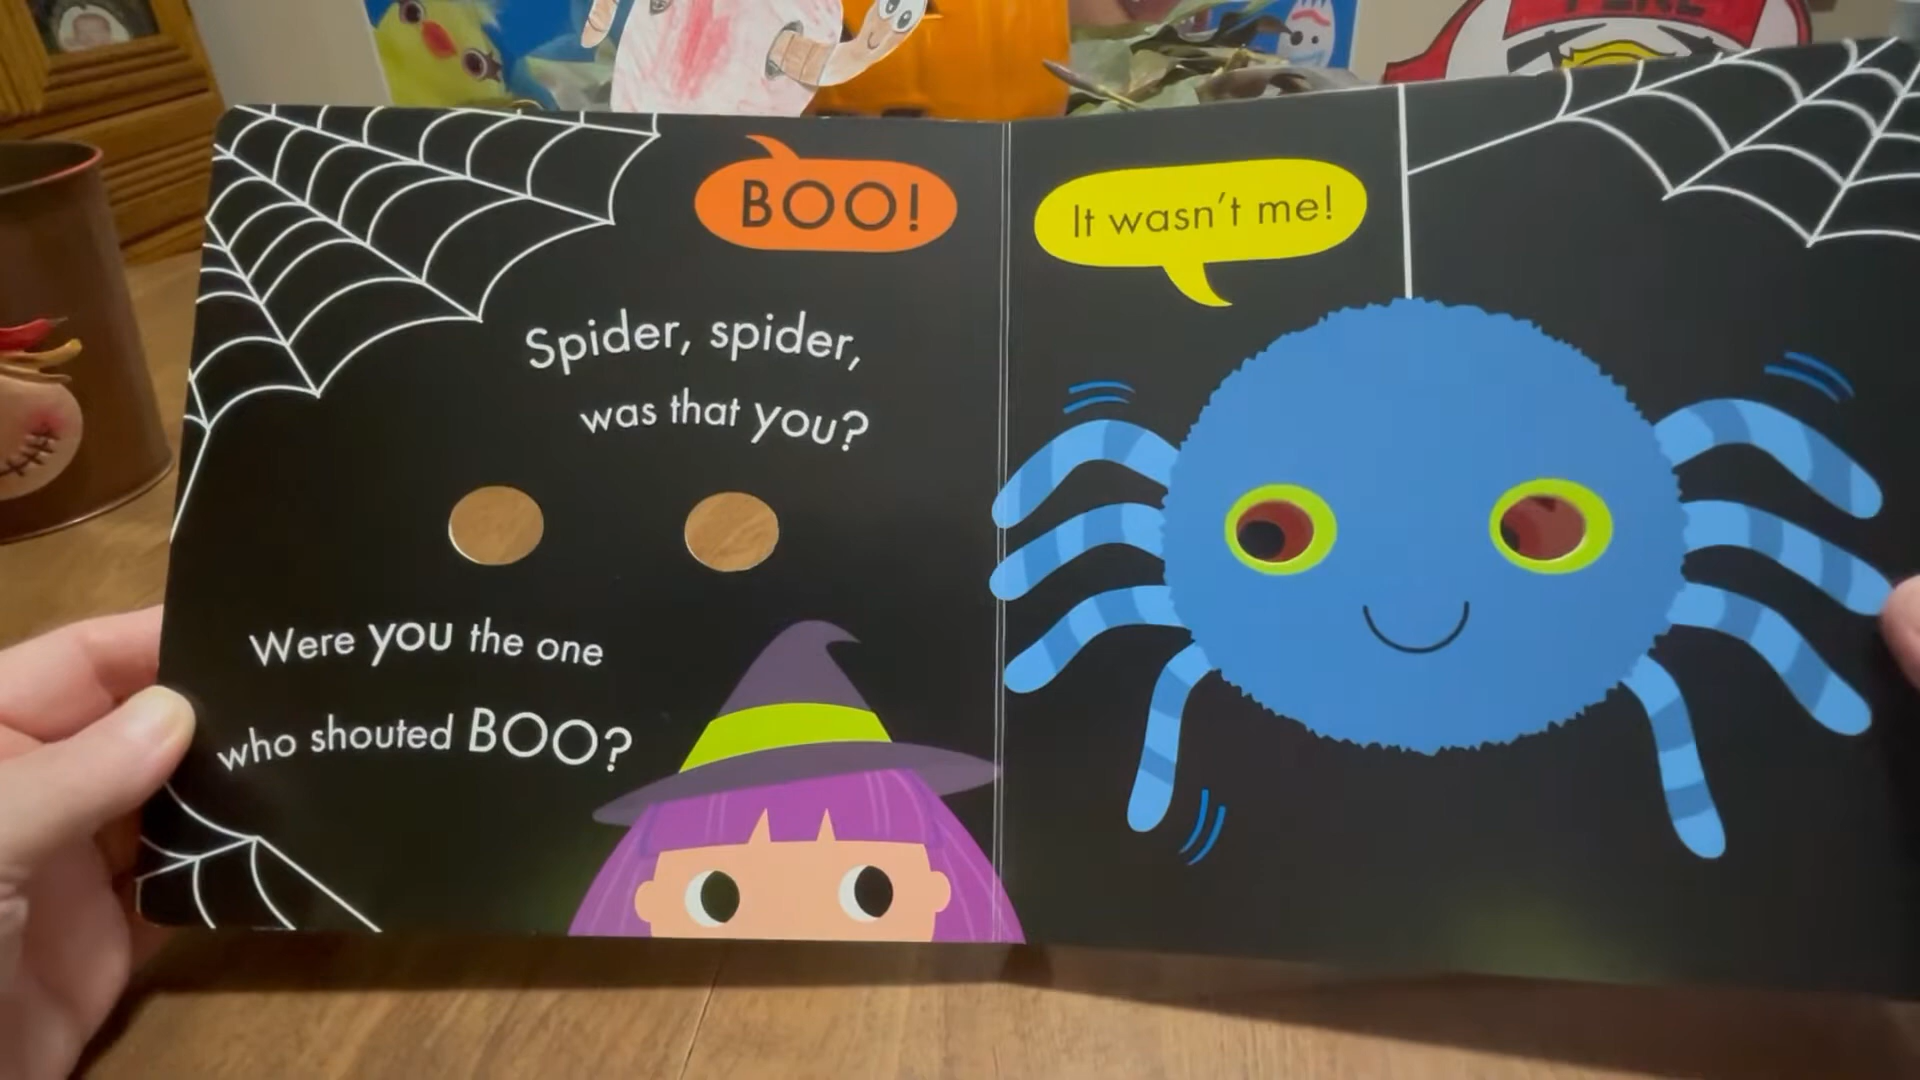 BOO!
Spider, spider,
was that you?
Were you the one
who shouted BOO?
It wasn't me!